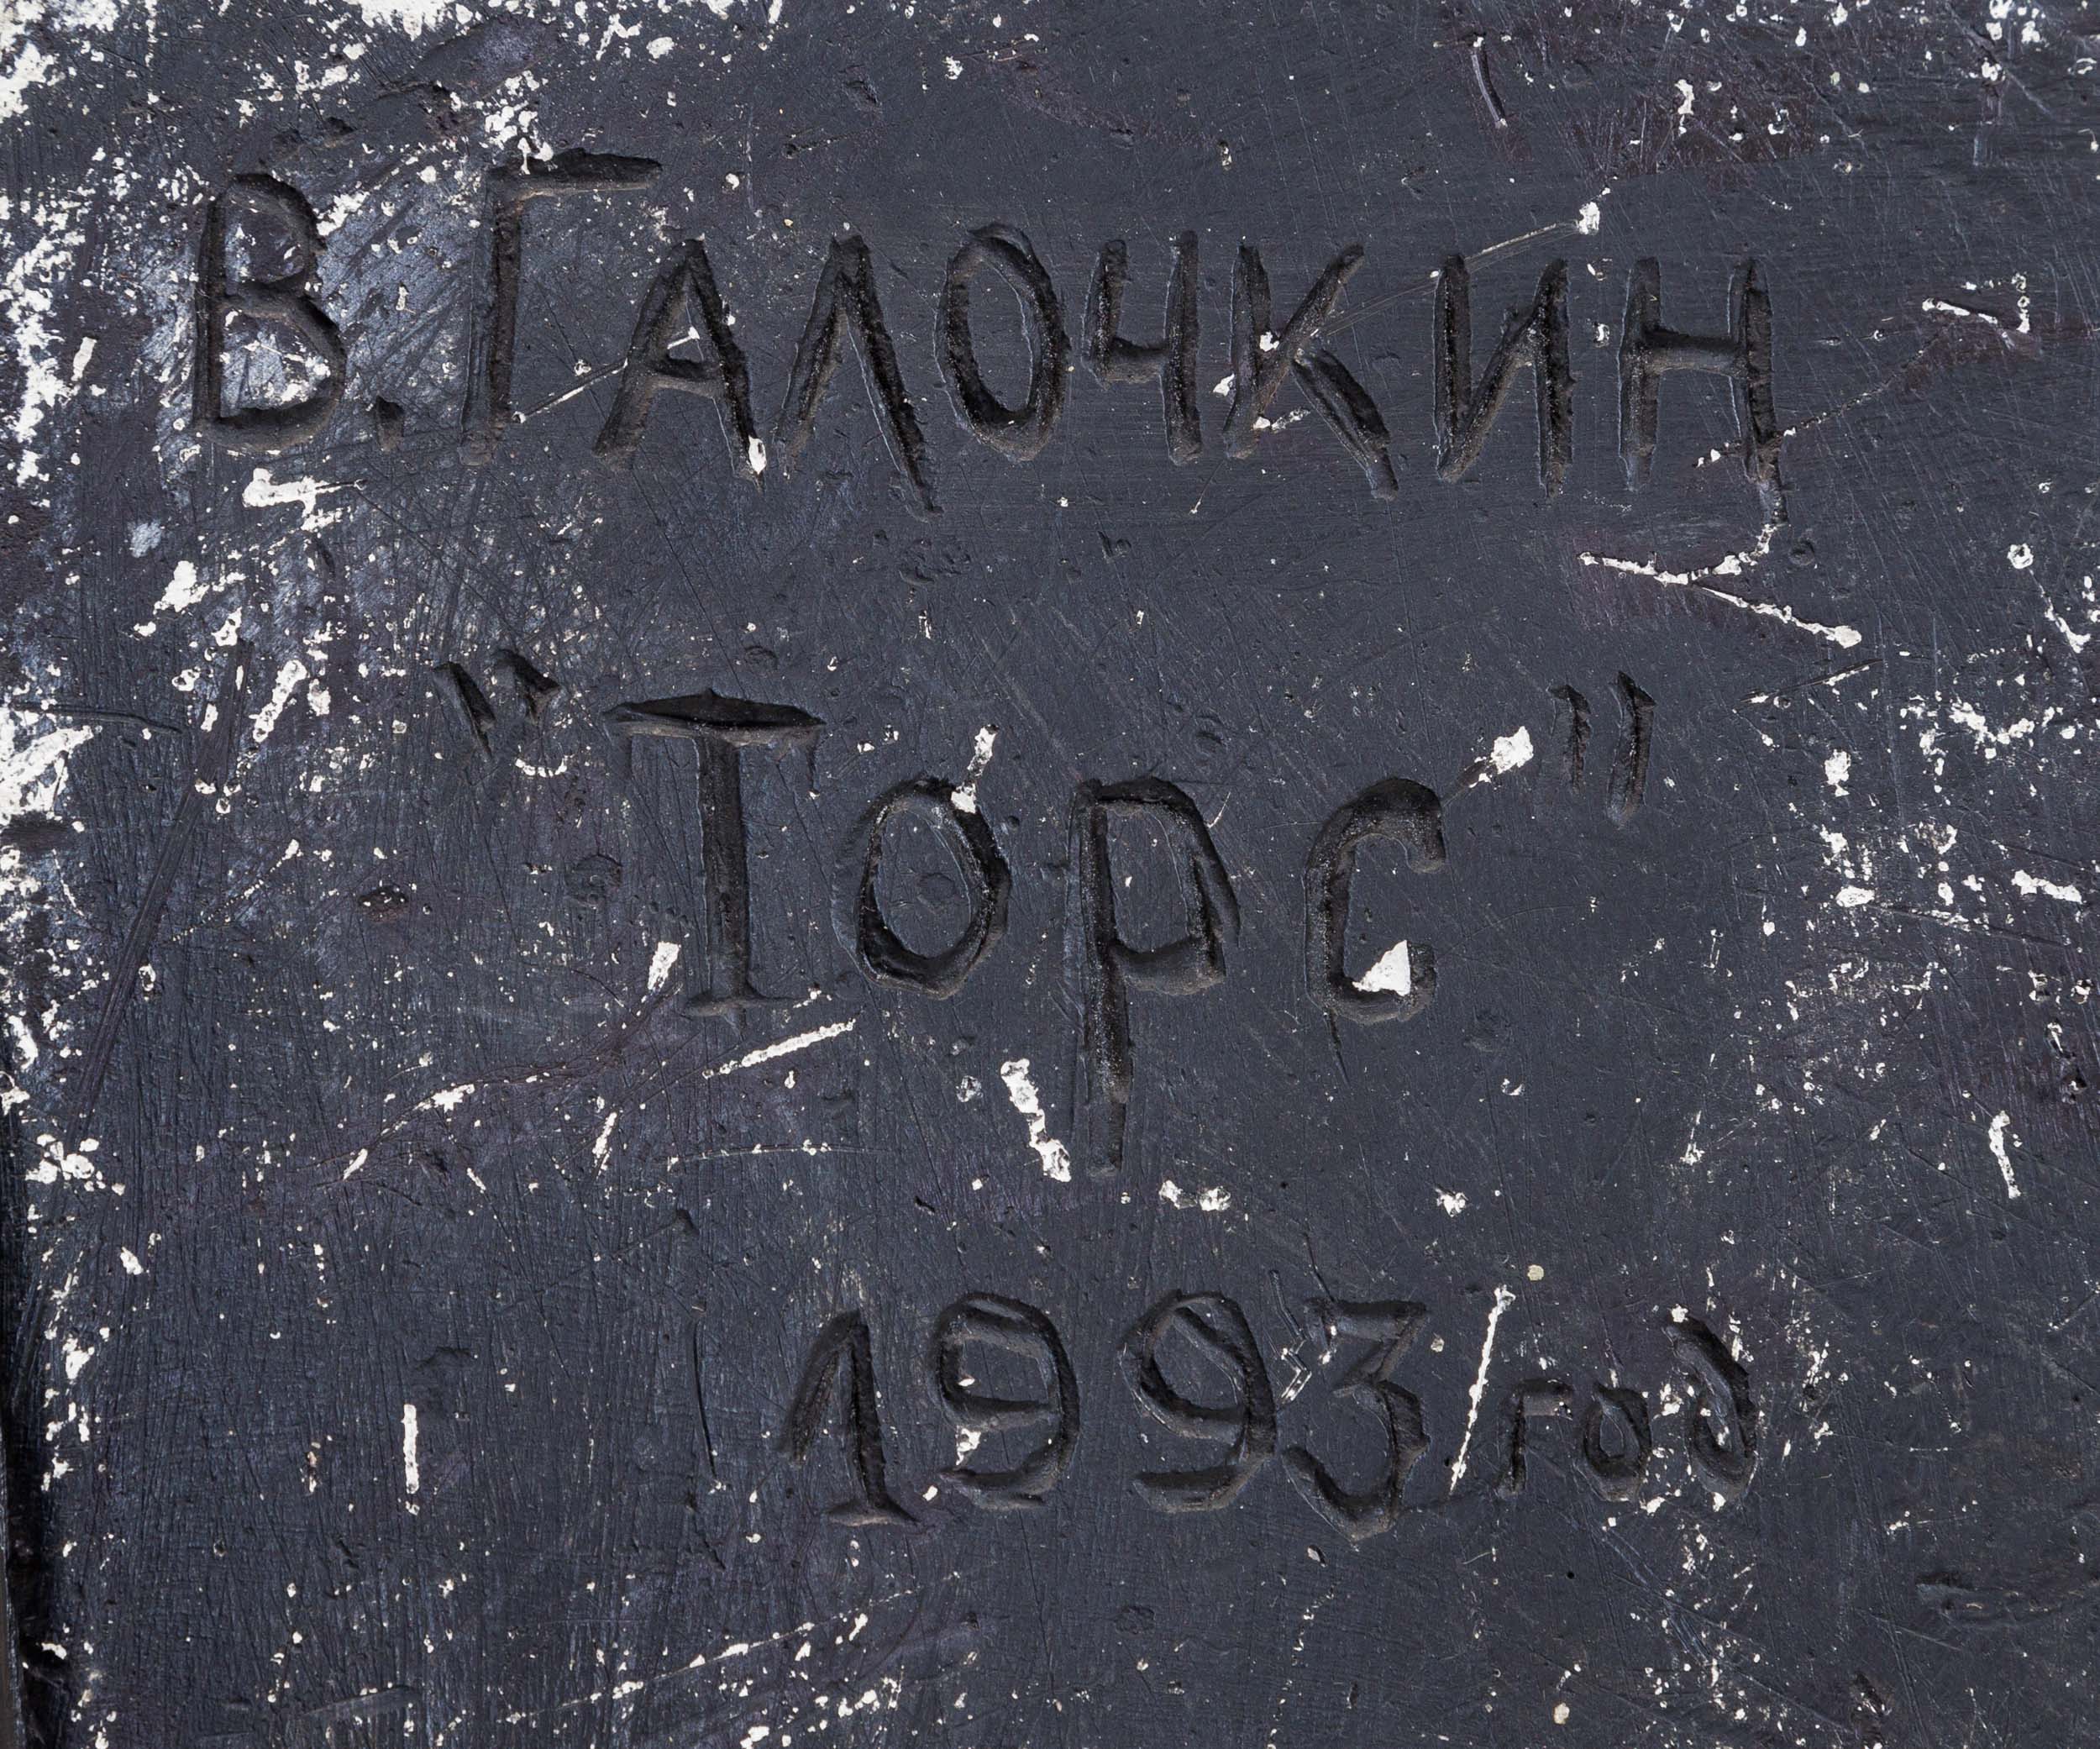 В. Галочкин
"Торс"
1993 год